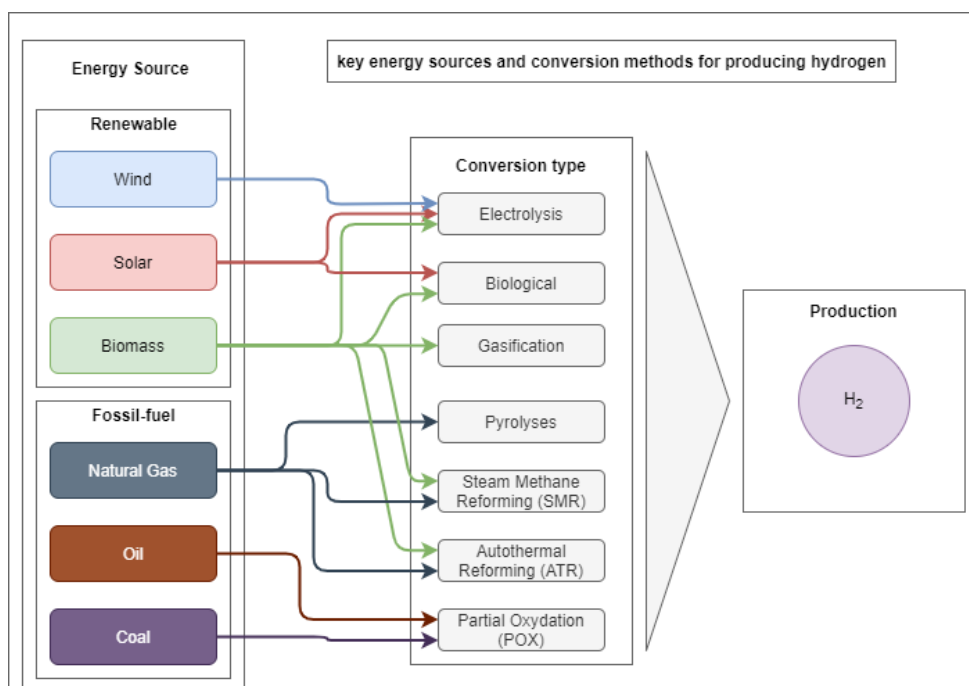 key energy sources and conversion methods for producing hydrogen
Energy Source
Renewable
Wind
Solar
Biomass
Fossil-fuel
Natural Gas
Oil
Coal
Conversion type
Electrolysis
Biological
Gasification
Pyrolyses
Steam Methane
Reforming (SMR)
Autothermal
Reforming (ATR)
Partial Oxydation
(POX)
Production
H₂